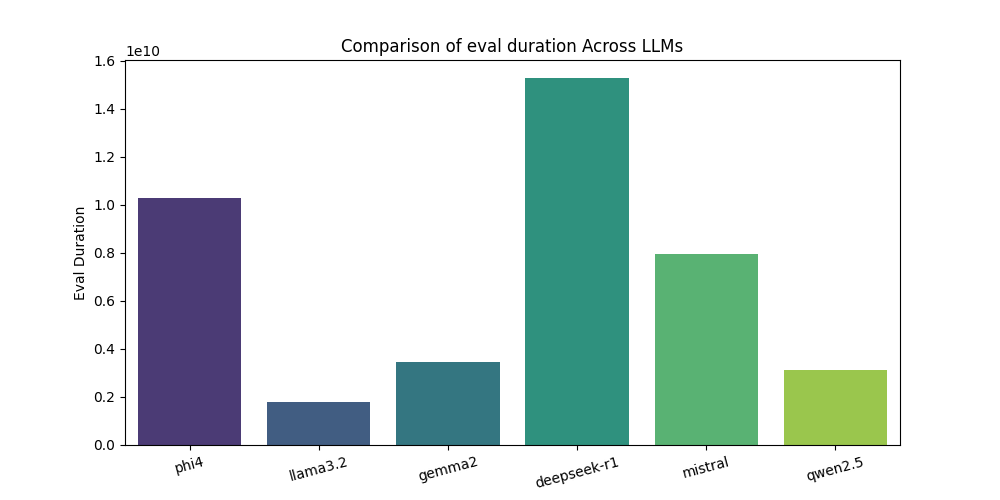 Comparison of eval duration Across LLMs
1e10
1.6
1.4
1.2
1.0
0.8
0.6
0.4
0.2
0.0
Eval Duration
phi4
llama3.2
gemma2
deepseek-r1
mistral
qwen2.5